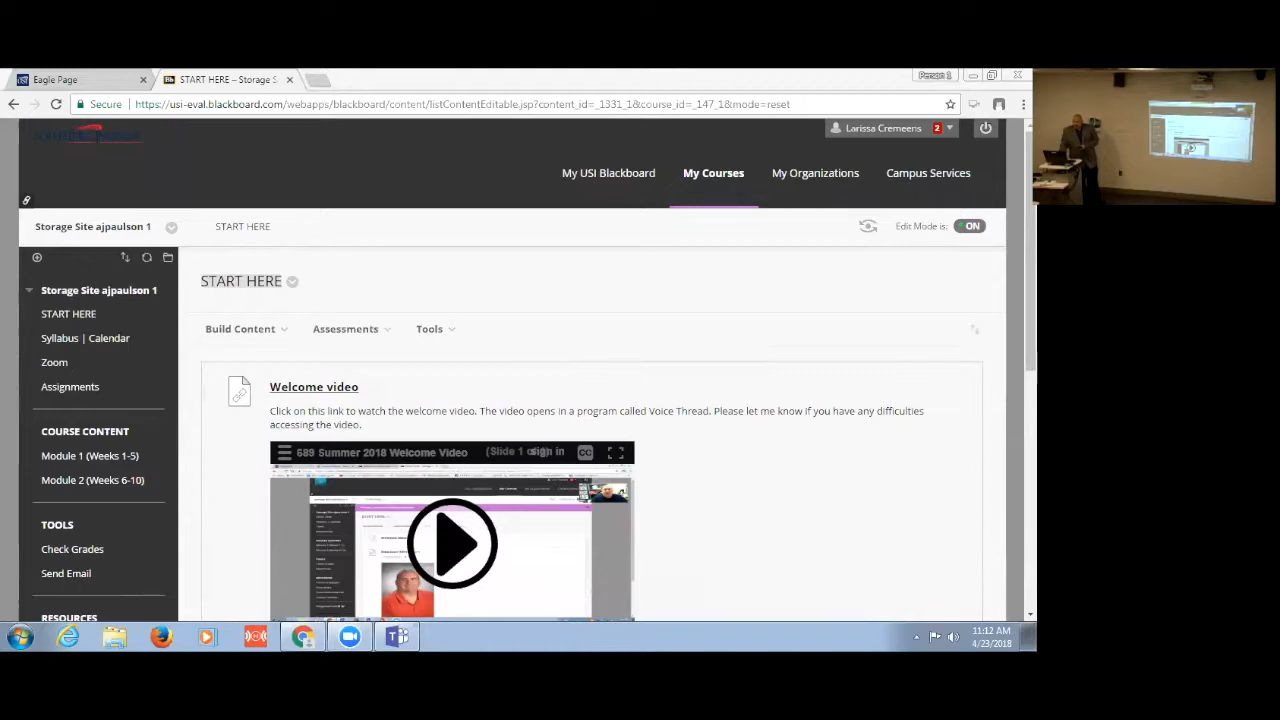 Eagle Page
START HERE – Storage S
Person 1
Secure
https://usi-eval.blackboard.com/webapps/blackboard/content/listContentEditable.jsp?content_id=_1331_1&course_id=_147_1&mode=reset
Larissa Cremeens 2
My USI Blackboard My Courses My Organizations Campus Services
Storage Site ajpaulson 1
START HERE
Edit Mode is: ON
Storage Site ajpaulson 1
START HERE
Syllabus | Calendar
Zoom
Assignments
COURSE CONTENT
Module 1 (Weeks 1-5)
Module 2 (Weeks 6-10)
TOOLS
Check Grades
Send Email
RESOURCES
START HERE
Build Content Assessments Tools
Welcome video
Click on this link to watch the welcome video. The video opens in a program called Voice Thread. Please let me know if you have any difficulties
accessing the video.
689 Summer 2018 Welcome Video (Slide 1 of sign in CC
11:12 AM
4/23/2018